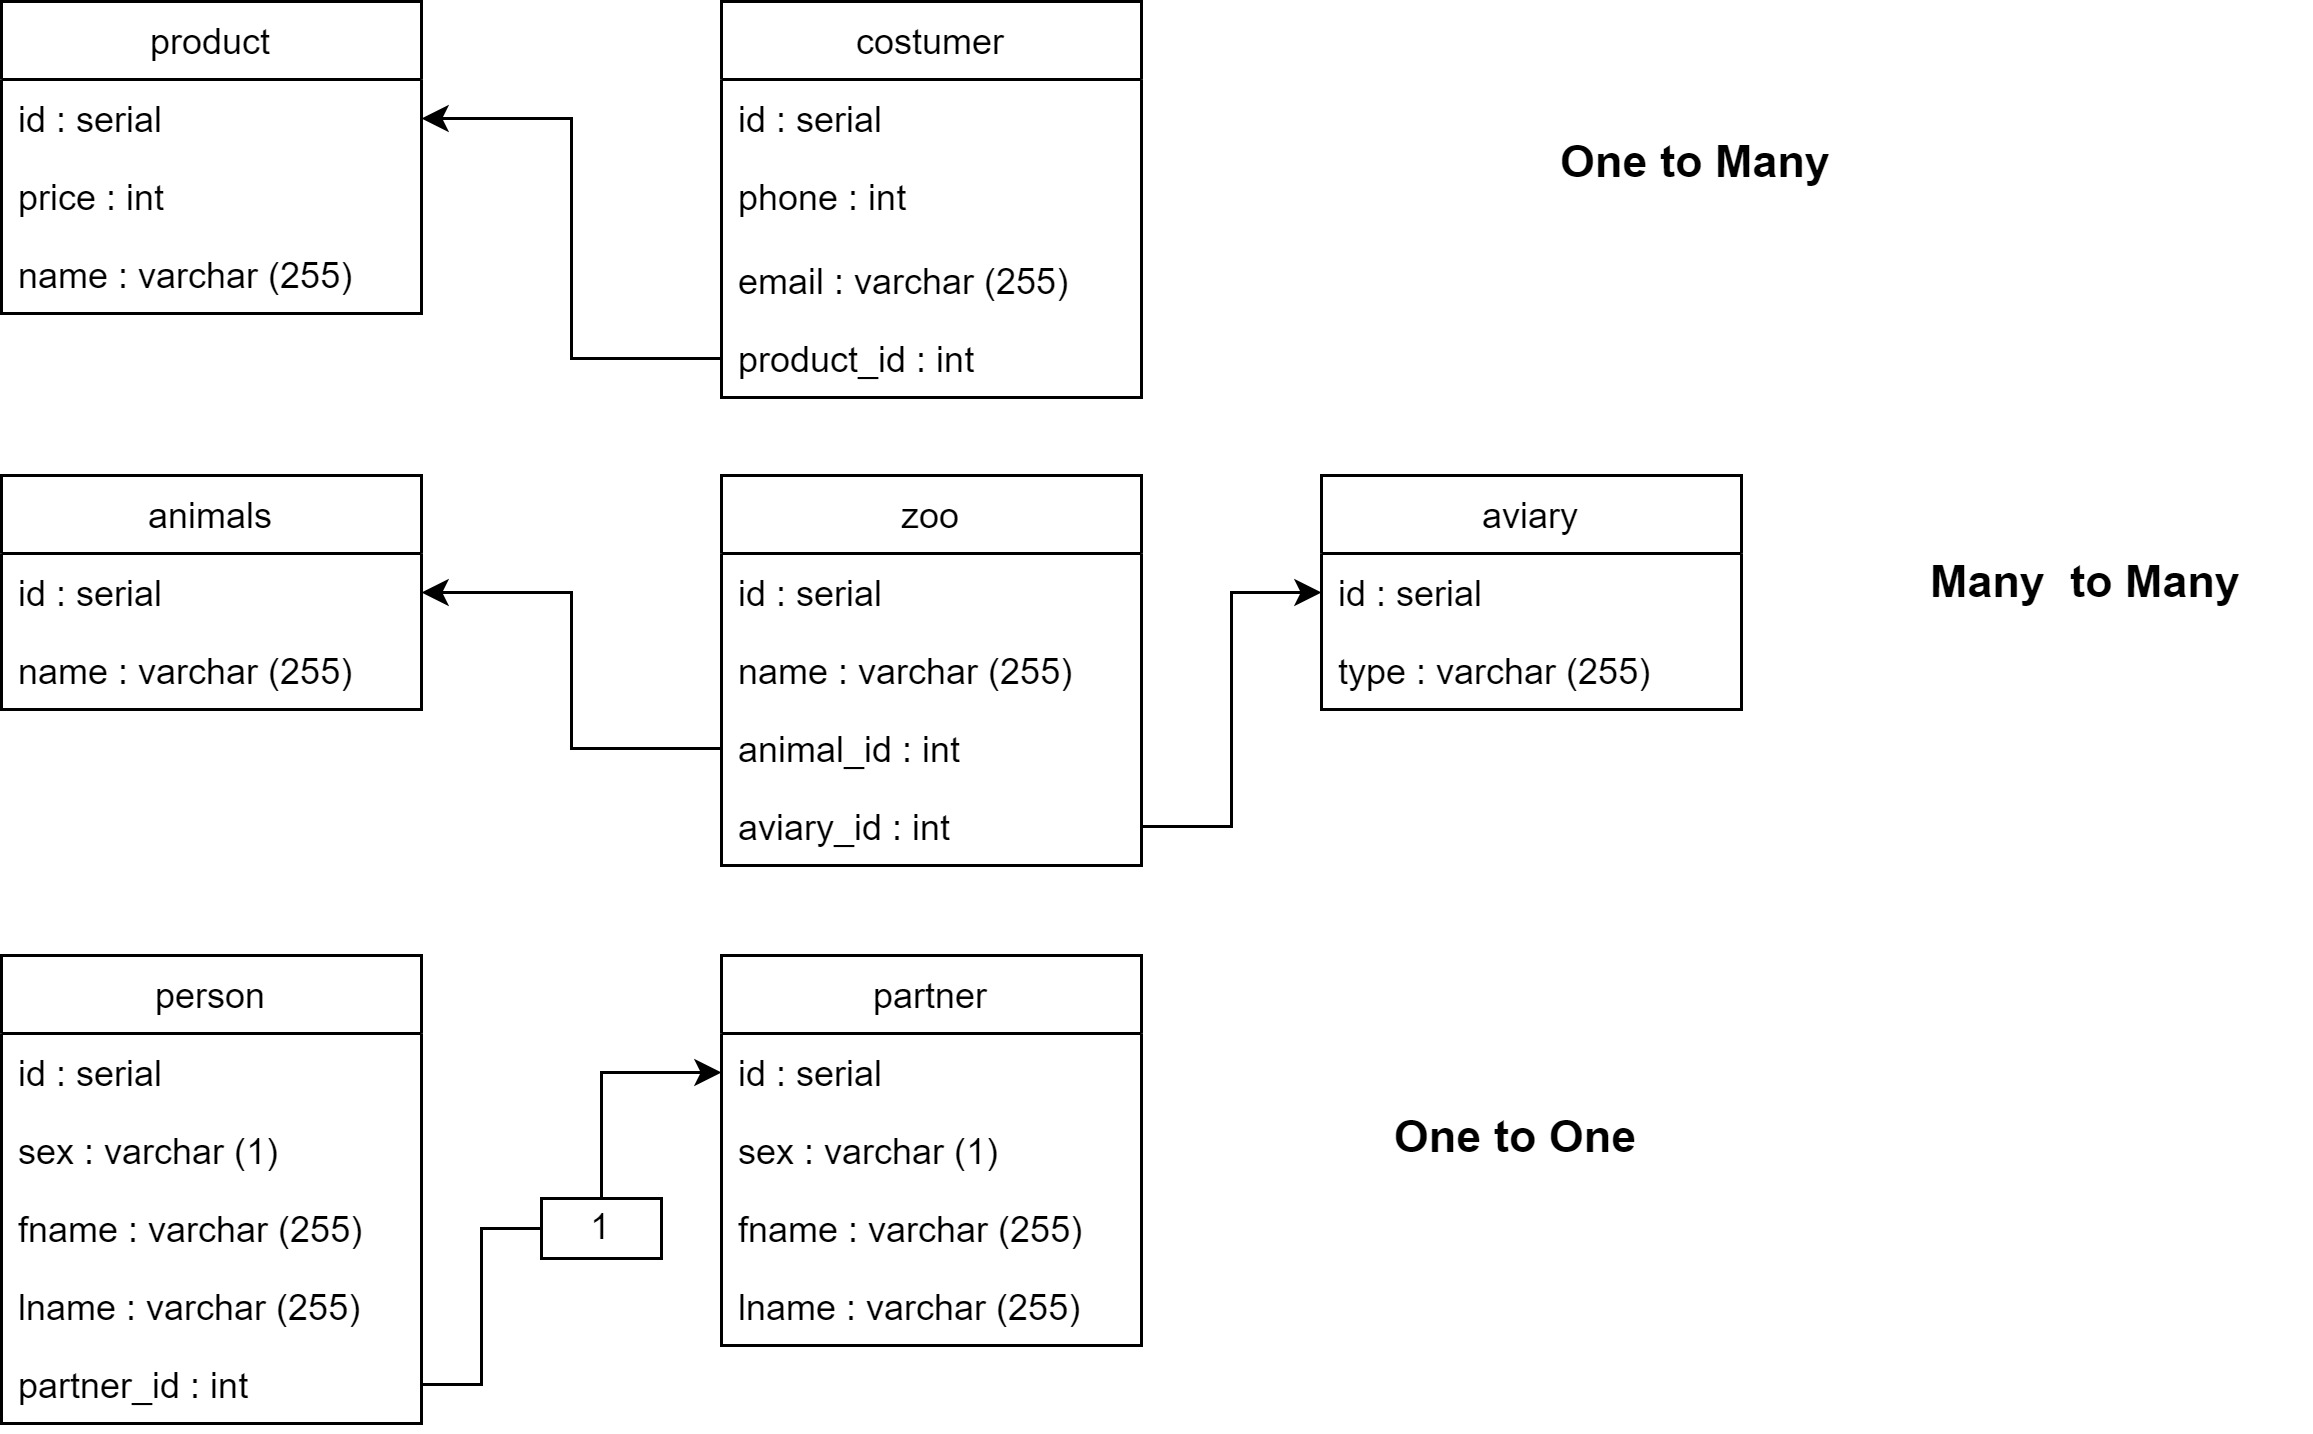 product
id : serial
price : int
name : varchar (255)
costumer
id : serial
phone : int
email : varchar (255)
product_id : int
One to Many
animals
id : serial
name : varchar (255)
zoo
id : serial
name : varchar (255)
animal_id : int
aviary_id : int
aviary
id : serial
type : varchar (255)
Many  to Many
person
id : serial
sex : varchar (1)
fname : varchar (255)
lname : varchar (255)
partner_id : int
1
partner
id : serial
sex : varchar (1)
fname : varchar (255)
lname : varchar (255)
One to One